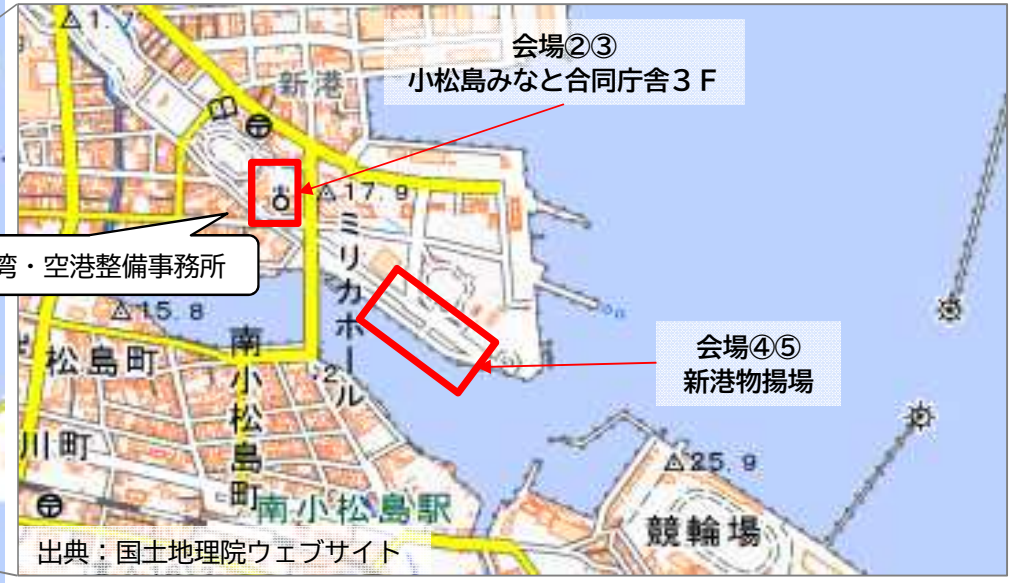 1.7
会場②③
小松島みなと合同庁舎3F
新港
17.9
ミリカホール
湾・空港整備事務所
15.8
松島町
南小松島町
2
会場④⑤
新港物揚場
川町
25.9
南小松島駅
競輪場
出典：国土地理院ウェブサイト